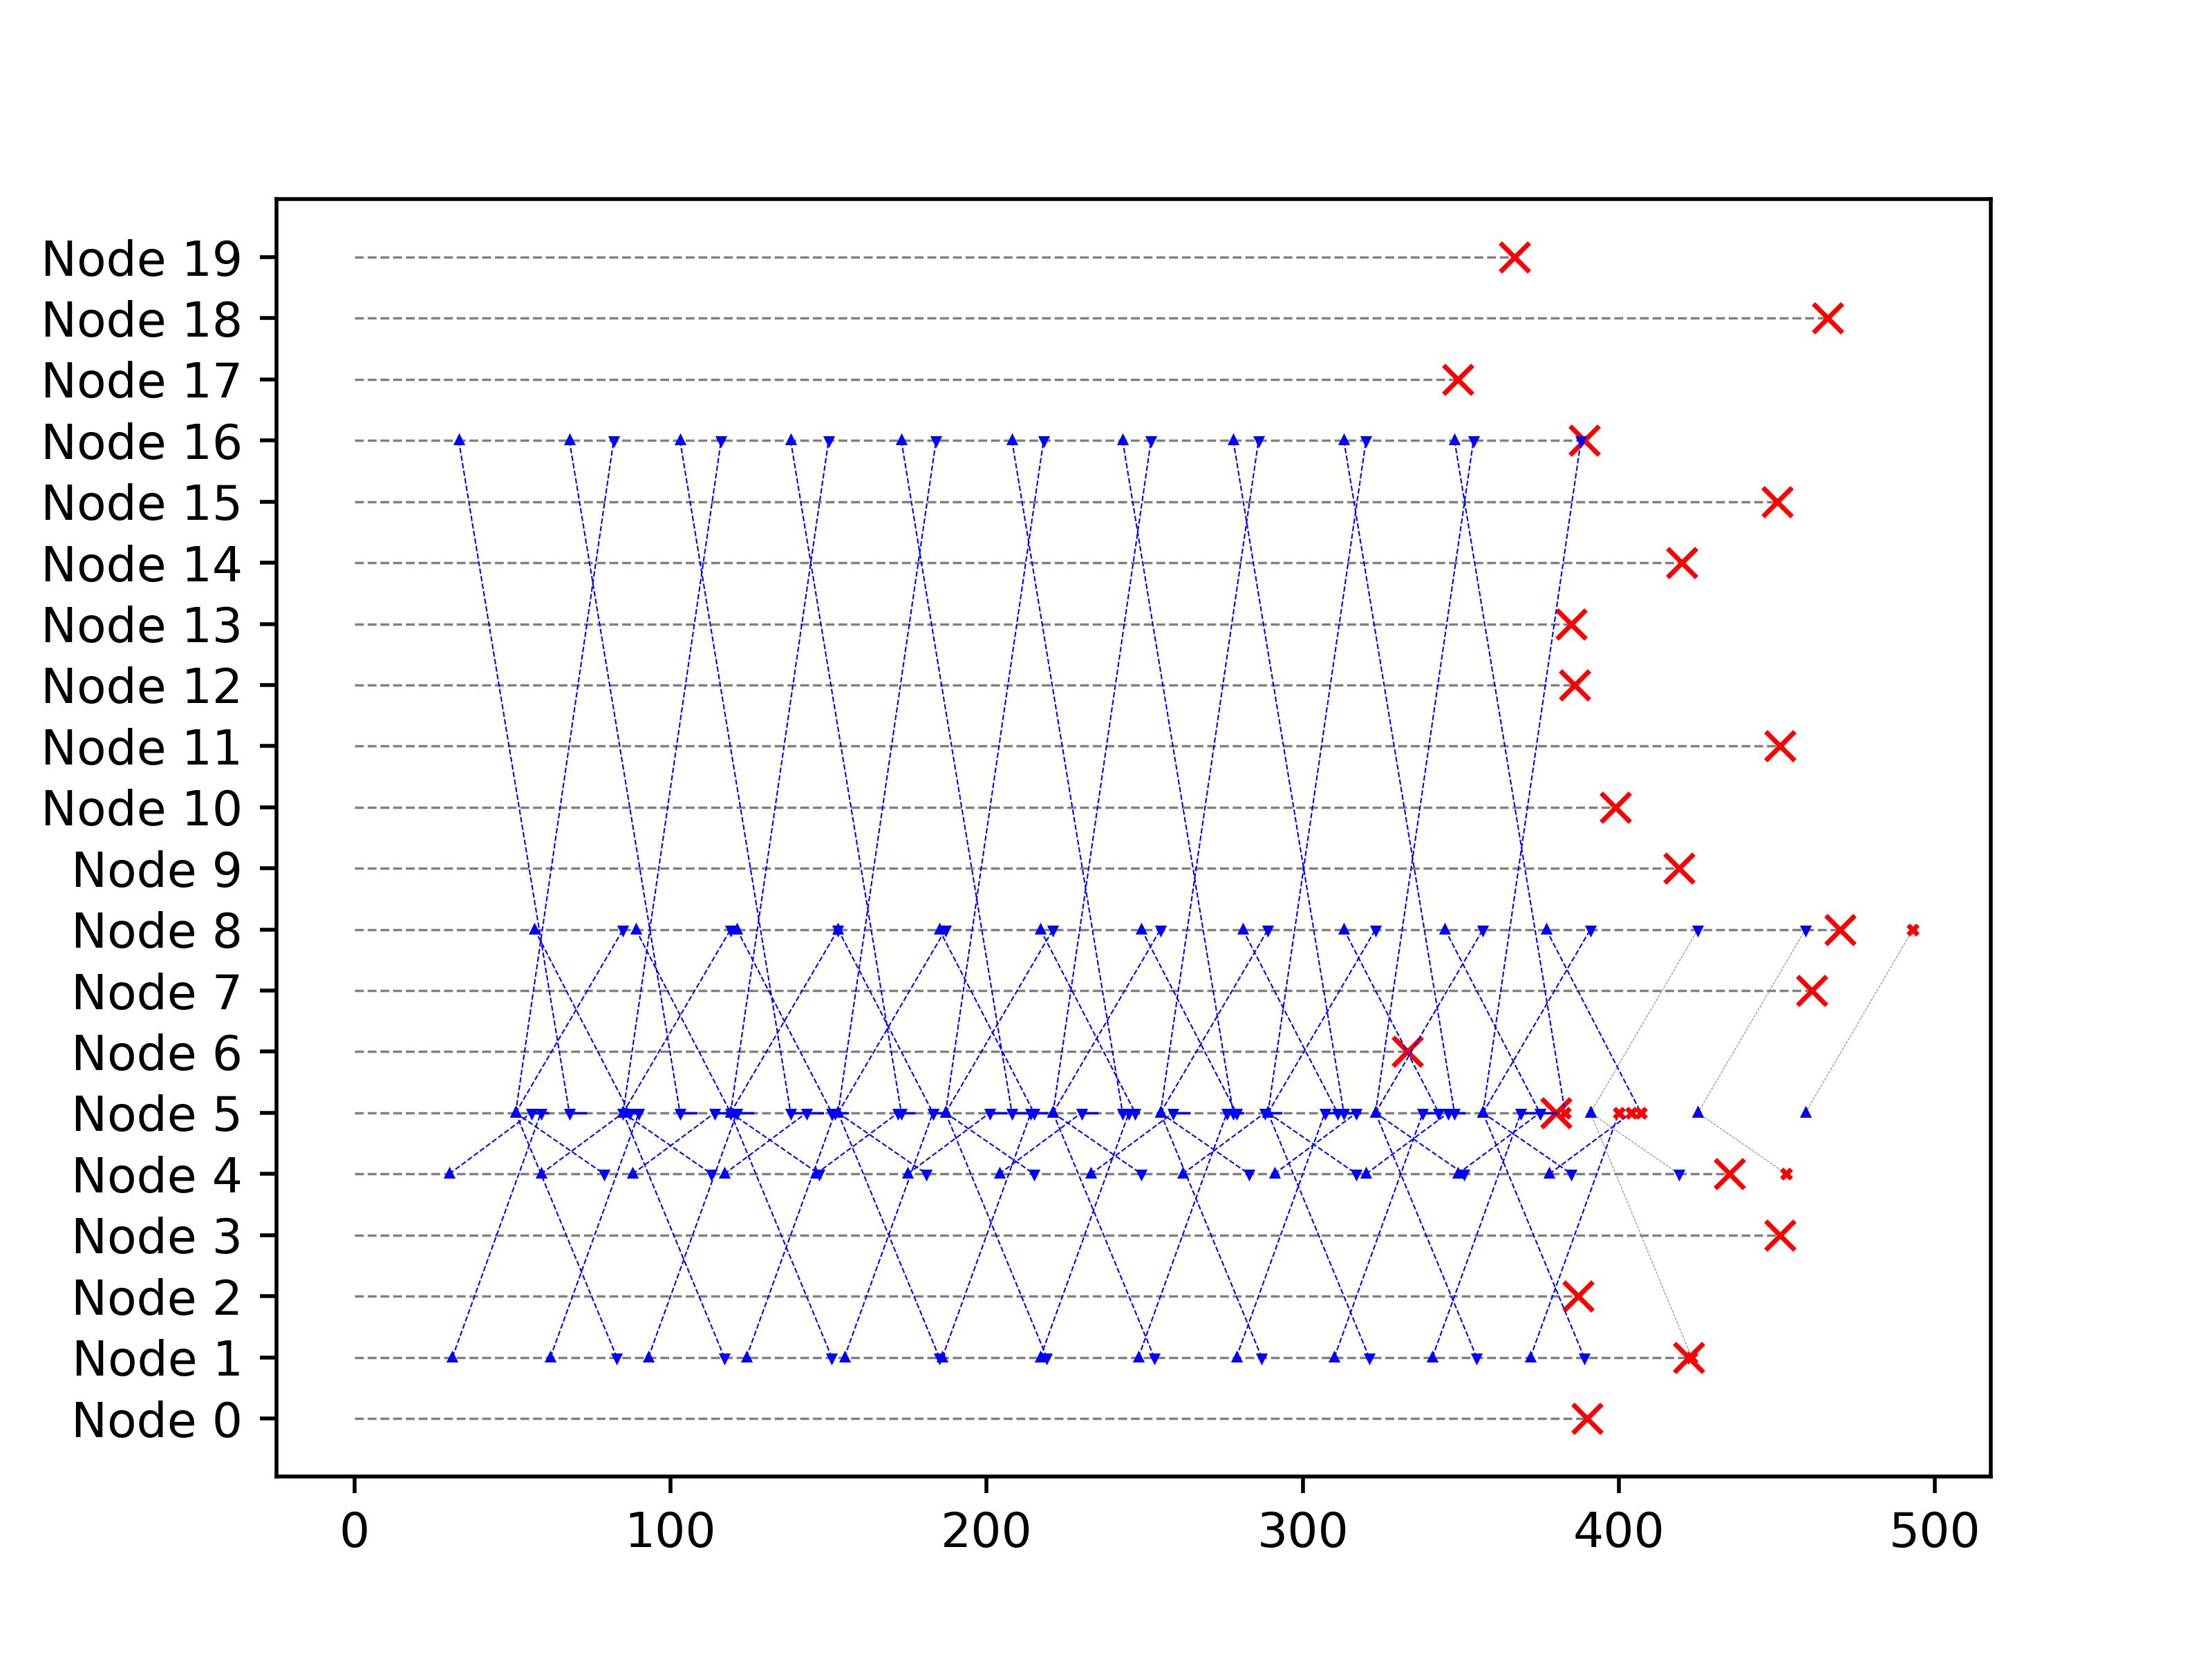 Node 19
Node 18
Node 17
Node 16
Node 15
Node 14
Node 13
Node 12
Node 11
Node 10
Node 9
Node 8
Node 7
Node 6
Node 5
Node 4
Node 3
Node 2
Node 1
Node 0
0 100 200 300 400 500